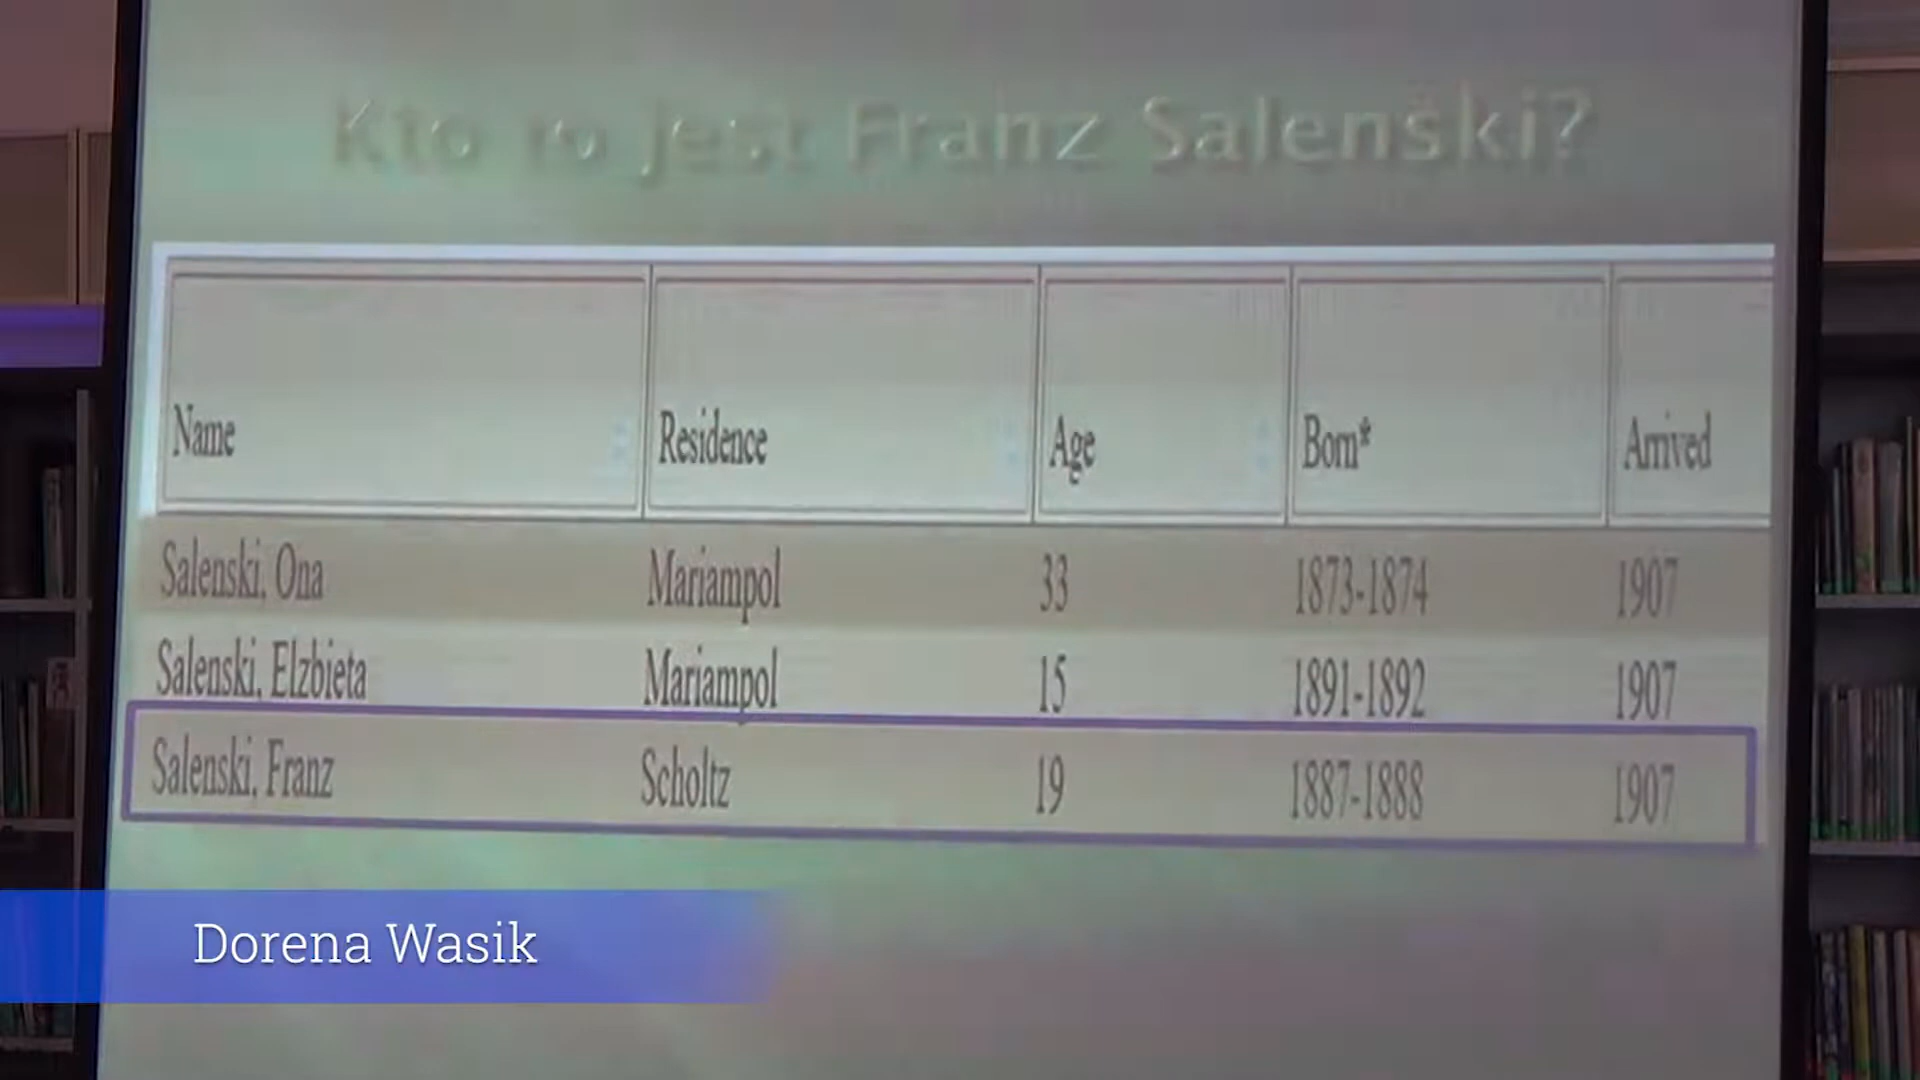 Kto to jest Franz Salenski?
Name Residence Age Born* Arrived
Salenski, Ona Mariampol 33 1873-1874 1907
Salenski, Elzbieta Mariampol 15 1891-1892 1907
Salenski, Franz Scholtz 19 1887-1888 1907
Dorena Wasik